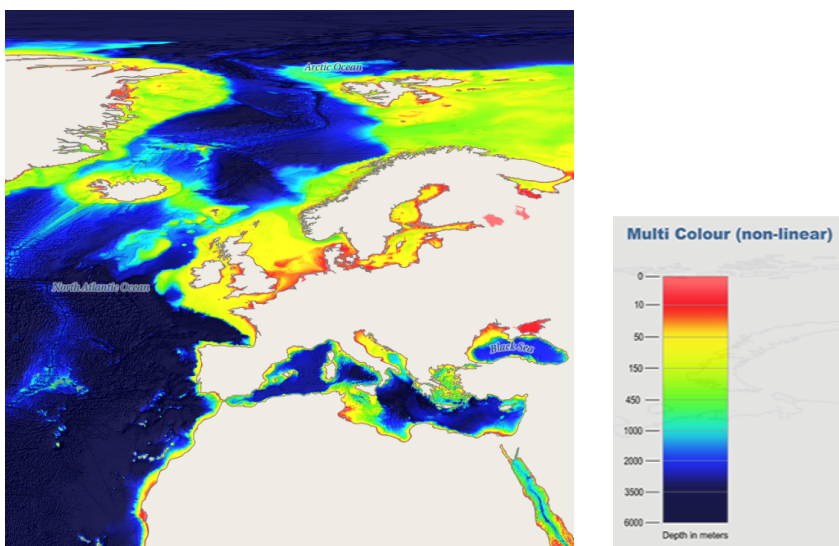 Arctic Ocean
North Atlantic Ocean
Black Sea
Multi Colour (non-linear)
0
10
50
150
450
1000
2000
3500
6000
Depth in meters